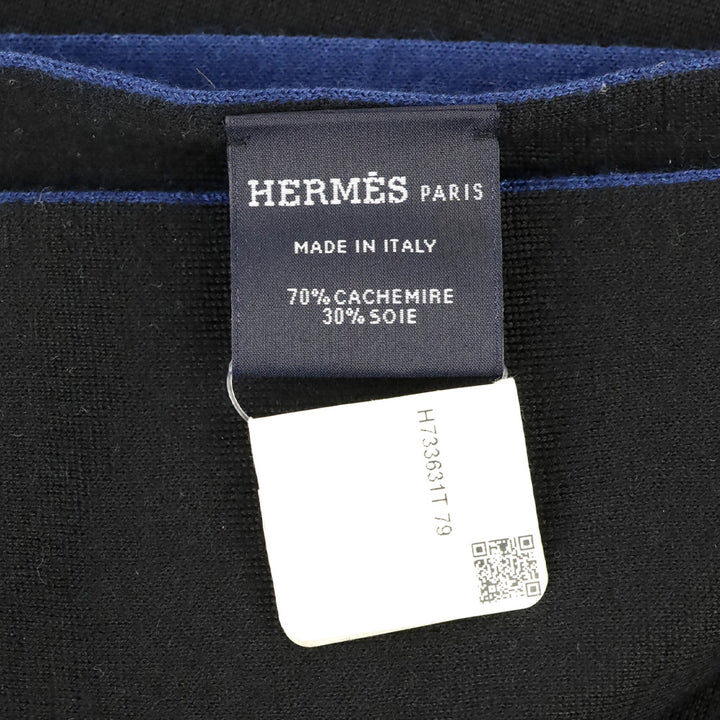 HERMÈS PARIS
MADE IN ITALY
70% CACHEMIRE
30% SOIE
H733631T 79